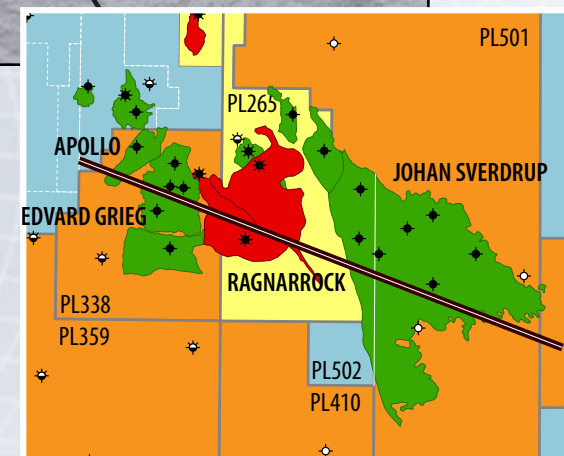 PL501
PL265
APOLLO
JOHAN SVERDRUP
EDVARD GRIEG
RAGNARROCK
PL338
PL359
PL502
PL410